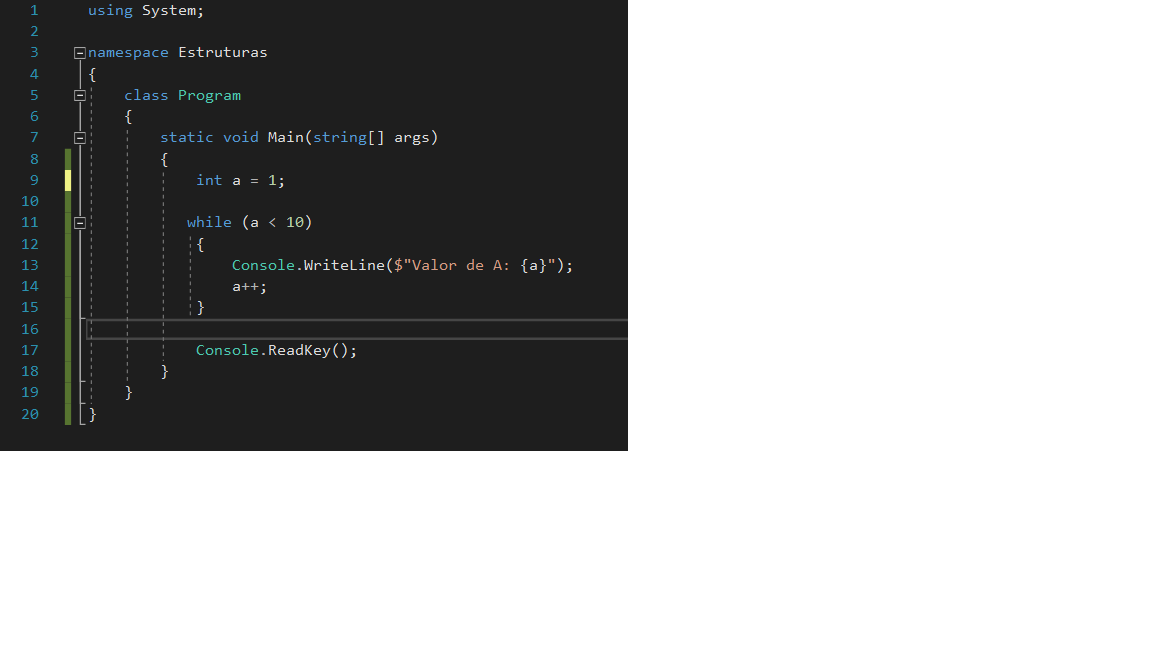 1 using System;
2
3 namespace Estruturas
4 {
5 class Program
6 {
7 static void Main(string[] args)
8 {
9 int a = 1;
10
11 while (a < 10)
12 {
13 Console.WriteLine($"Valor de A: {a}");
14 a++;
15 }
16
17 Console.ReadKey();
18 }
19 }
20 }